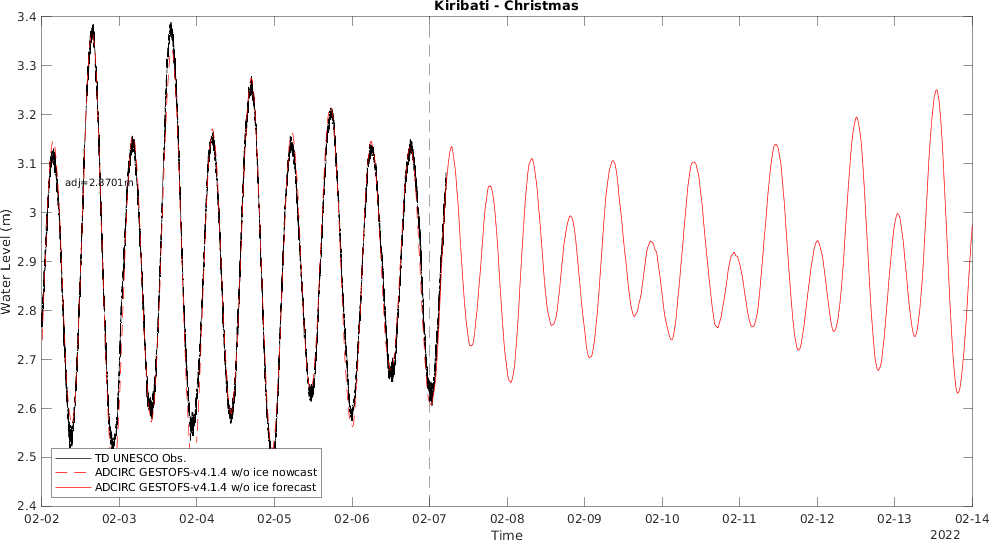 Kiribati - Christmas
3.4
3.3
3.2
3.1
3
2.9
2.8
2.7
2.6
2.5
2.4
Water Level (m)
adj=2.8701m
TD UNESCO Obs.
ADCIRC GESTOFS-v4.1.4 w/o ice nowcast
ADCIRC GESTOFS-v4.1.4 w/o ice forecast
02-02 02-03 02-04 02-05 02-06 02-07 02-08 02-09 02-10 02-11 02-12 02-13 02-14
Time
2022